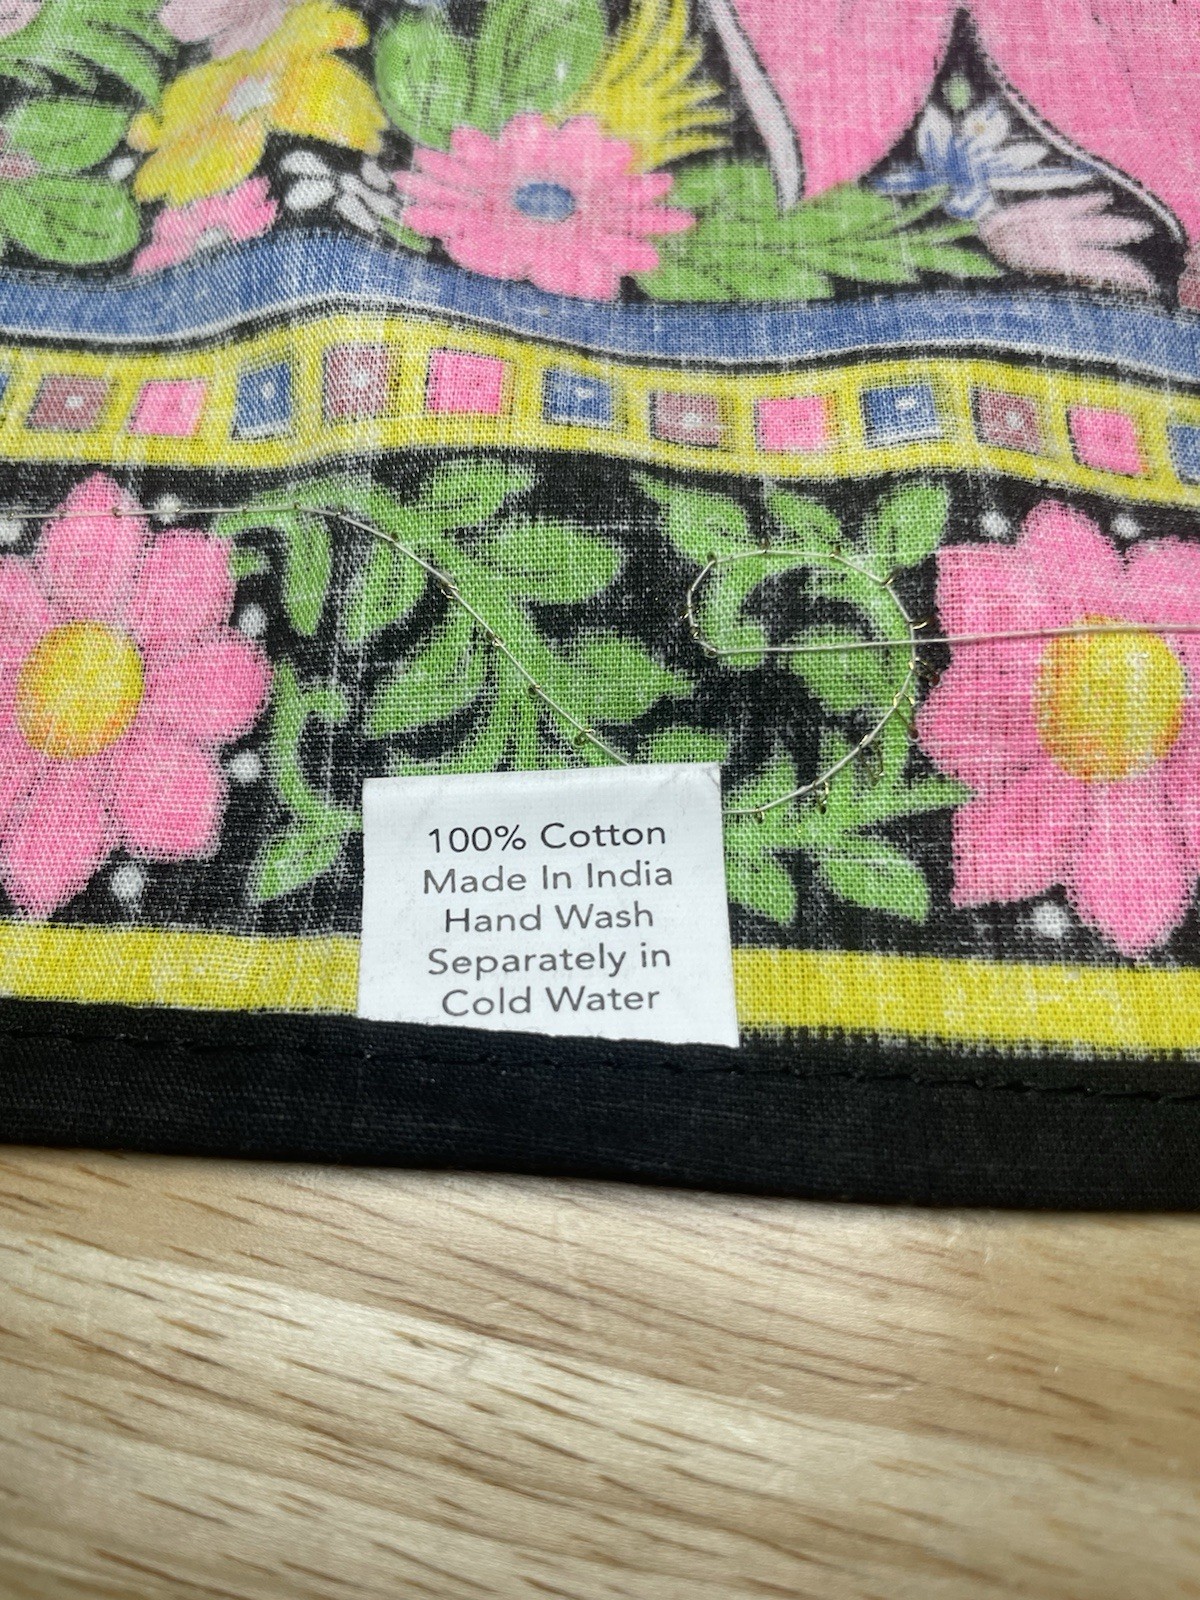 100% Cotton
Made In India
Hand Wash
Separately in
Cold Water